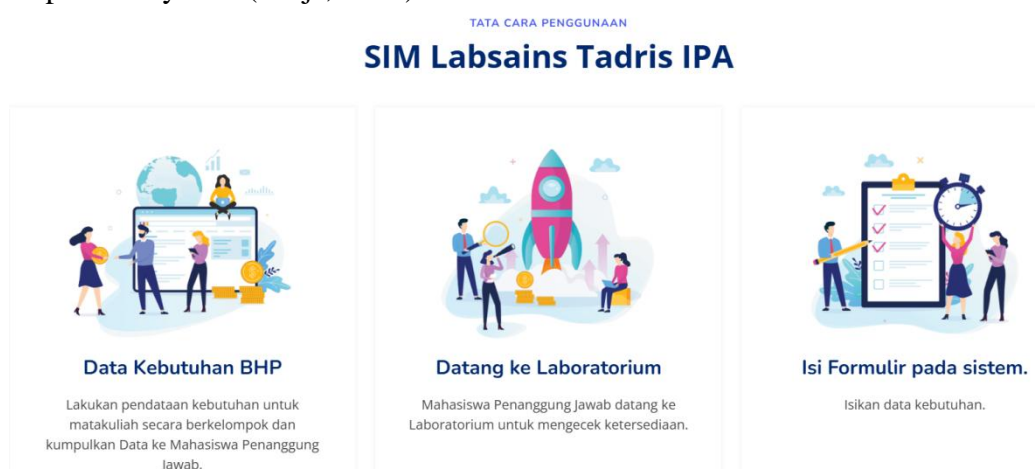 TATA CARA PENGGUNAAN
SIM Labsains Tadris IPA
Data Kebutuhan BHP
Lakukan pendataan kebutuhan untuk
matakuliah secara berkelompok dan
kumpulkan Data ke Mahasiswa Penanggung
Jawab.
Datang ke Laboratorium
Mahasiswa Penanggung Jawab datang ke
Laboratorium untuk mengecek ketersediaan.
Isi Formulir pada sistem.
Isikan data kebutuhan.